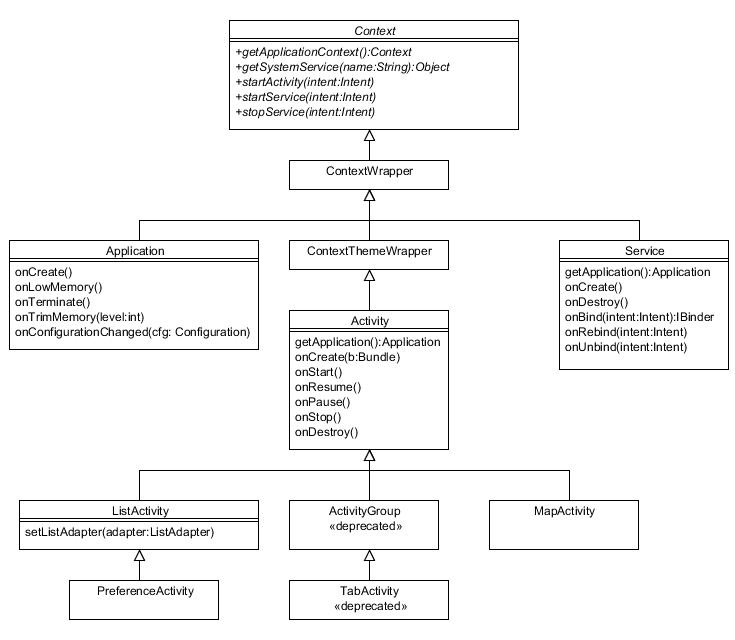 Context
+getApplicationContext():Context
+getSystemService(name:String):Object
+startActivity(intent:Intent)
+startService(intent:Intent)
+stopService(intent:Intent)
ContextWrapper
Application
onCreate()
onLowMemory()
onTerminate()
onTrimMemory(level:int)
onConfigurationChanged(cfg: Configuration)
ContextThemeWrapper
Service
getApplication():Application
onCreate()
onDestroy()
onBind(intent:Intent):IBinder
onRebind(intent:Intent)
onUnbind(intent:Intent)
Activity
getApplication():Application
onCreate(b:Bundle)
onStart()
onResume()
onPause()
onStop()
onDestroy()
ListActivity
setListAdapter(adapter:ListAdapter)
ActivityGroup
«deprecated»
MapActivity
PreferenceActivity
TabActivity
«deprecated»